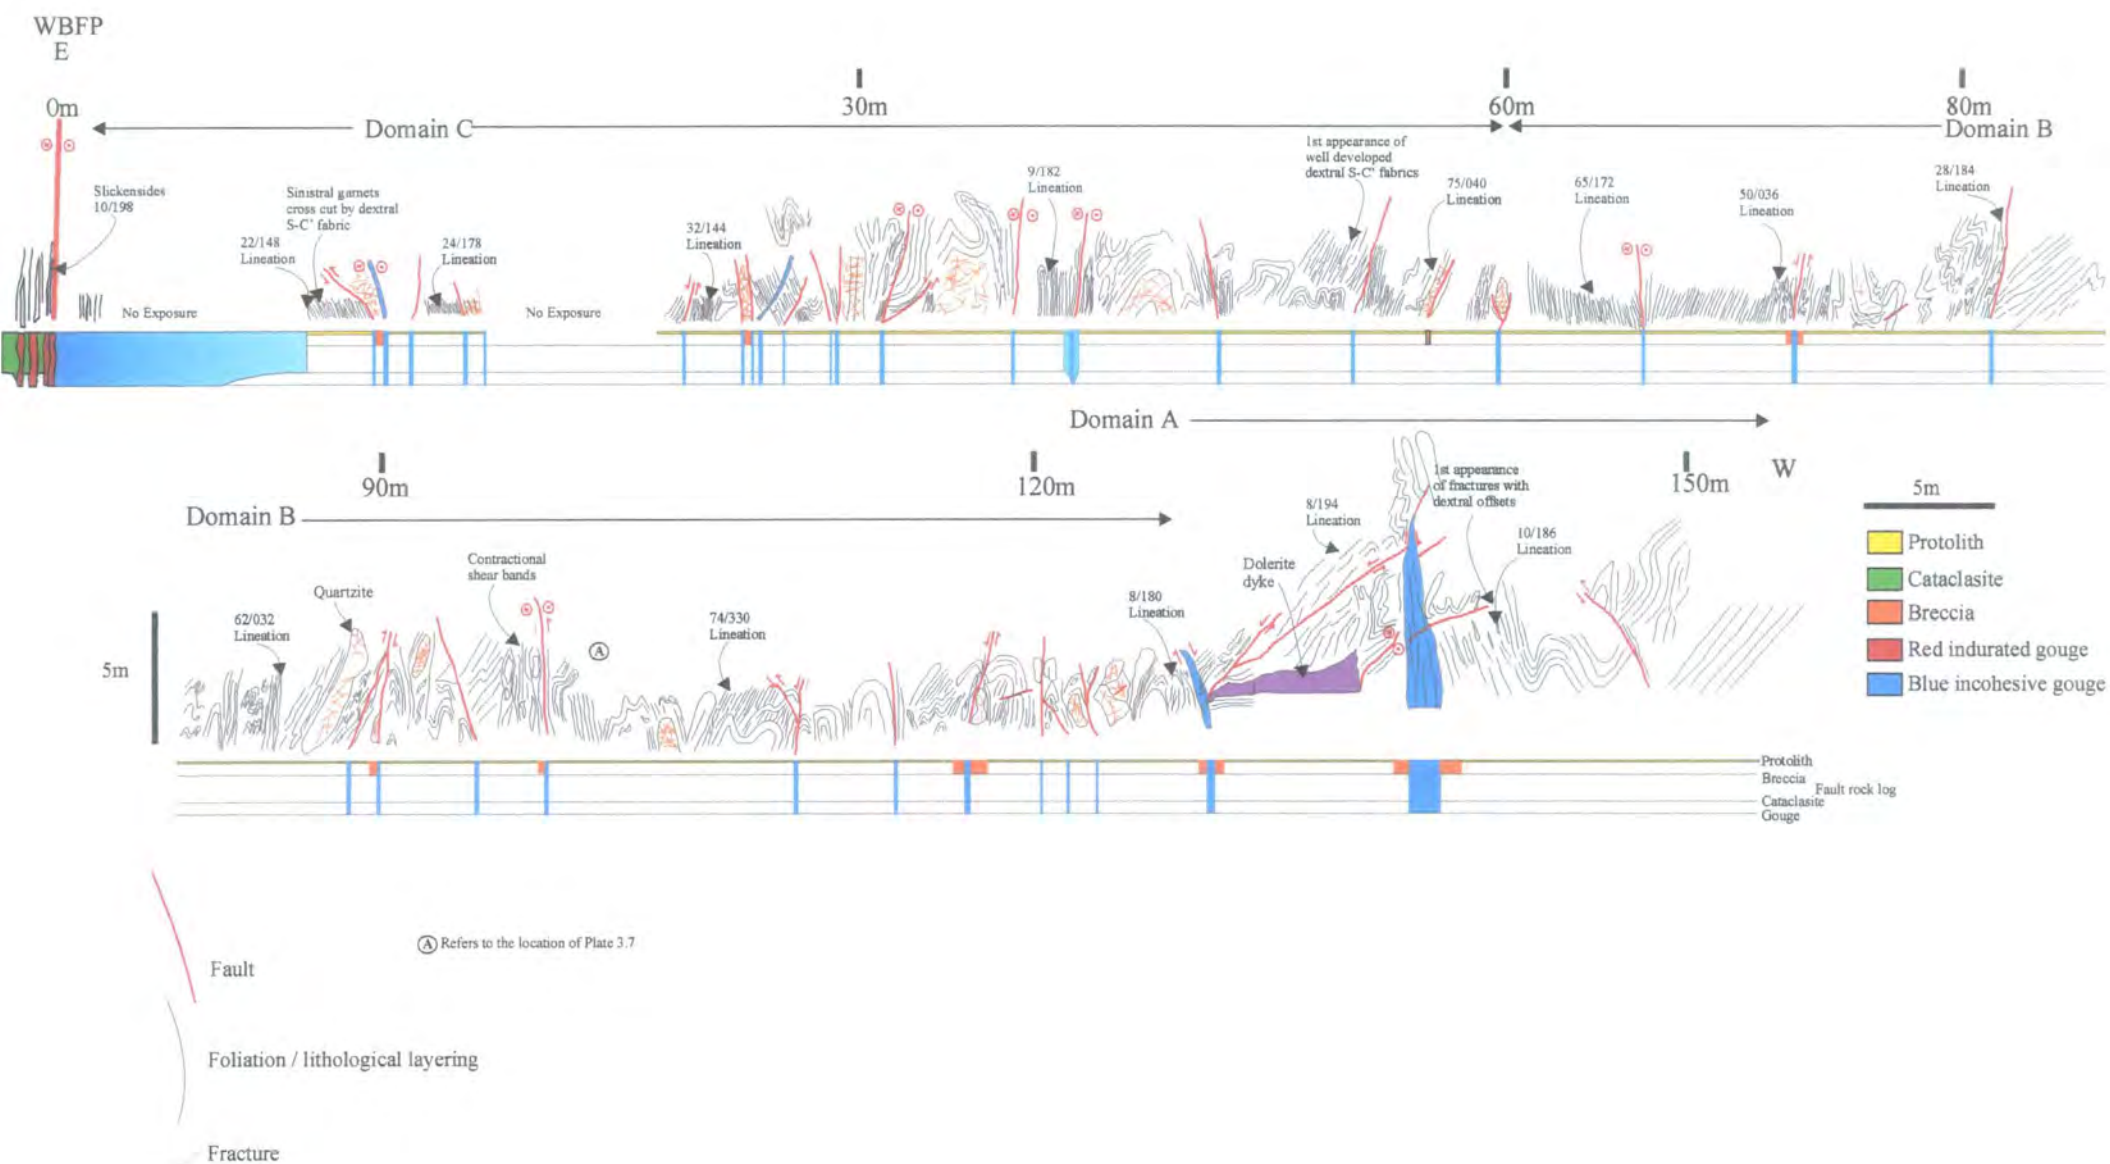 WBFP
E
0m
30m
60m
80m
Domain C
Domain B
Slickensides
10/198
Sinistral garnets
cross cut by dextral
S-C' fabric
22/148
Lineation
24/178
Lineation
No Exposure
No Exposure
32/144
Lineation
9/182
Lineation
1st appearance of
well developed
dextral S-C' fabrics
75/040
Lineation
65/172
Lineation
50/036
Lineation
28/184
Lineation
Domain A
90m
120m
150m
W
Domain B
5m
62/032
Lineation
Quartzite
Contractional
shear bands
A
74/330
Lineation
8/180
Lineation
Dolerite
dyke
8/194
Lineation
1st appearance
of fractures with
dextral offsets
10/186
Lineation
5m
Protolith
Cataclasite
Breccia
Red indurated gouge
Blue incohesive gouge
Protolith
Breccia
Fault rock log
Cataclasite
Gouge
A Refers to the location of Plate 3.7
Fault
Foliation / lithological layering
Fracture